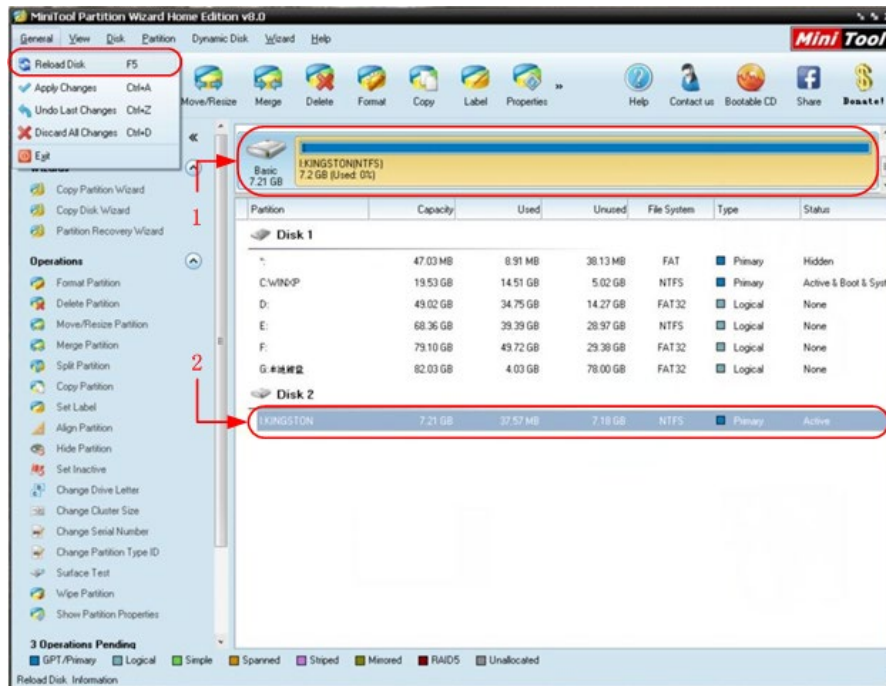 MiniTool Partition Wizard Home Edition v8.0
General View Disk Partition Dynamic Disk Wizard Help
Mini Tool
Reload Disk F5
Apply Changes Ctrl+A
Undo Last Changes Ctrl+Z
Discard All Changes Ctrl+D
Exit
Move/Resize Merge Delete Format Copy Label Properties » Help Contact us Bootable CD Share Donate!
«
1
Basic
7.21 GB
I:KINGSTON(NTFS)
7.2 GB (Used: 0%)
Wizards
Copy Partition Wizard
Copy Disk Wizard
Partition Recovery Wizard
Operations
Format Partition
Delete Partition
Move/Resize Partition
Merge Partition
Split Partition
Copy Partition
Set Label
Align Partition
Hide Partition
Set Inactive
Change Drive Letter
Change Cluster Size
Change Serial Number
Change Partition Type ID
Surface Test
Wipe Partition
Show Partition Properties
3 Operations Pending
2
Partition Capacity Used Unused File System Type Status
Disk 1
*: 47.03 MB 8.91 MB 38.13 MB FAT Primary Hidden
C:WINXP 19.53 GB 14.51 GB 5.02 GB NTFS Primary Active & Boot & Syst
D: 49.02 GB 34.75 GB 14.27 GB FAT32 Logical None
E: 68.36 GB 39.39 GB 28.97 GB NTFS Logical None
F: 79.10 GB 49.72 GB 29.38 GB FAT32 Logical None
G:本地磁盘 82.03 GB 4.03 GB 78.00 GB FAT32 Logical None
Disk 2
I:KINGSTON 7.21 GB 37.57 MB 7.18 GB NTFS Primary Active
GPT/Primary Logical Simple Spanned Striped Mirrored RAID5 Unallocated
Reload Disk Information